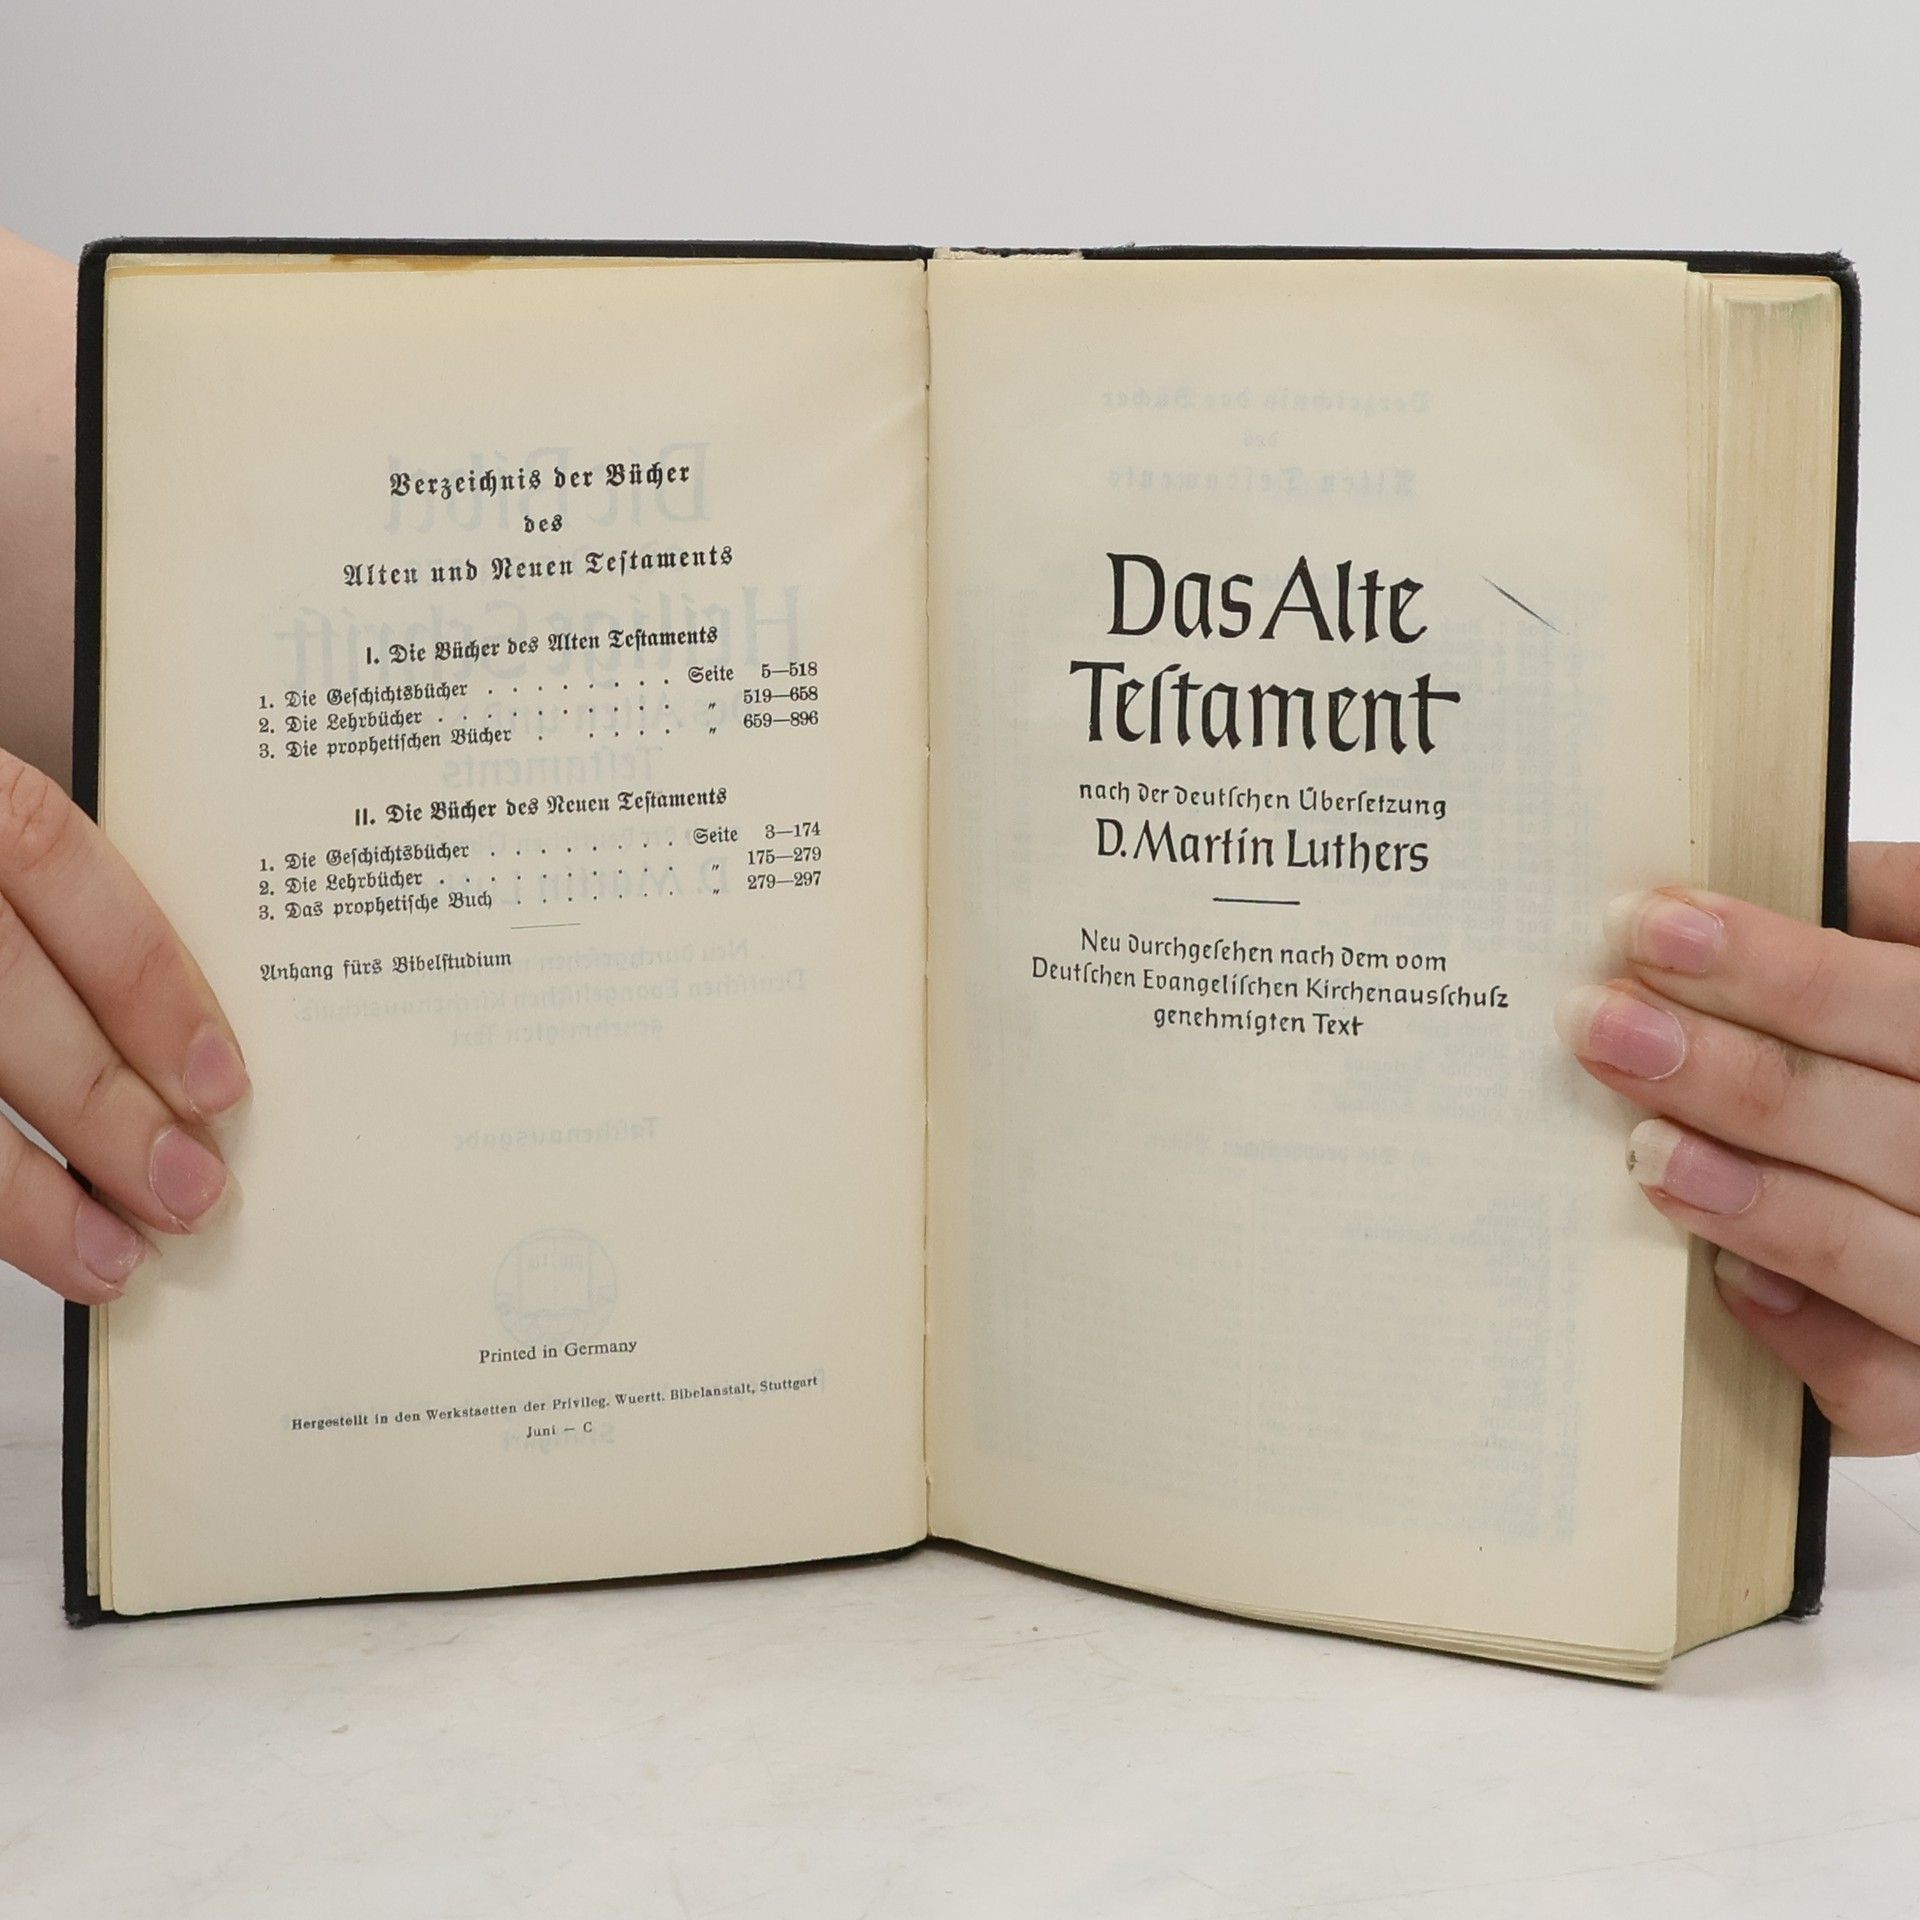 Verzeichnis der Bücher
des
Alten und Neuen Teſtaments
I. Die Bücher des Alten Teſtaments
1. Die Geſchichtsbücher . . . . . . . . Seite 5—518
2. Die Lehrbücher . . . . . . . . . . „ 519—658
3. Die prophetiſchen Bücher . . . . . „ 659—896
II. Die Bücher des Neuen Teſtaments
1. Die Geſchichtsbücher . . . . . . . . Seite 3—174
2. Die Lehrbücher . . . . . . . . . . „ 175—279
3. Das prophetiſche Buch . . . . . . . „ 279—297
Anhang fürs Bibelſtudium
Printed in Germany
Hergestellt in den Werkstaetten der Privileg. Wuertt. Bibelanstalt, Stuttgart
Juni — C
Das Alte
Teſtament
nach der deutſchen Überſetzung
D. Martin Luthers
Neu durchgeſehen nach dem vom
Deutſchen Evangeliſchen Kirchenausſchuſz
genehmigten Text